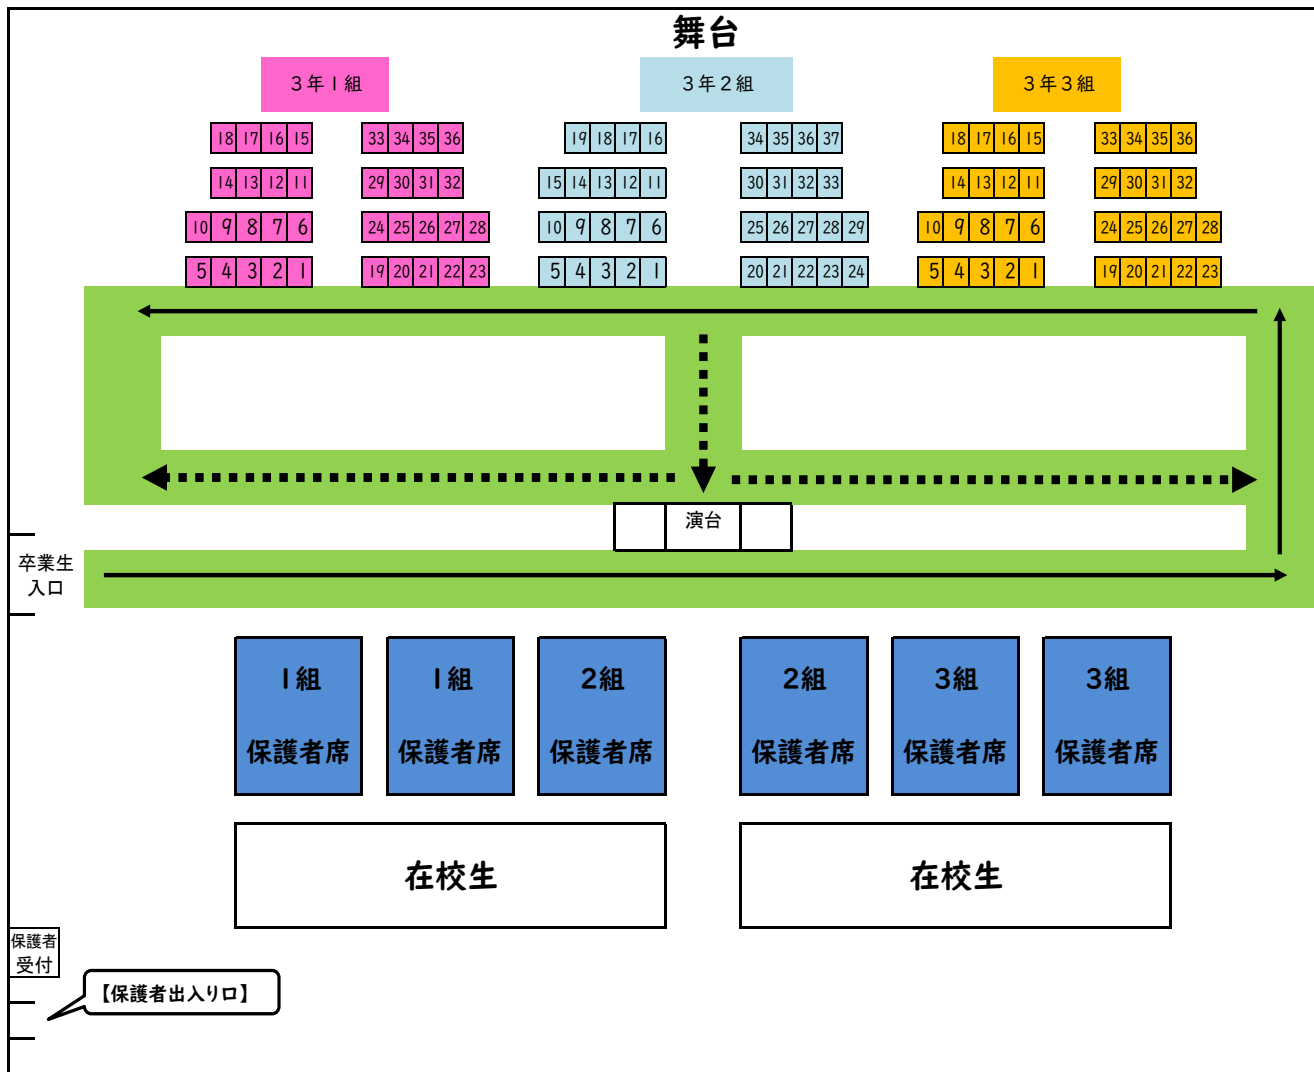 舞台
3年1組 3年2組 3年3組
18 17 16 15 33 34 35 36 19 18 17 16 34 35 36 37 18 17 16 15 33 34 35 36
14 13 12 11 29 30 31 32 15 14 13 12 11 30 31 32 33 14 13 12 11 29 30 31 32
10 9 8 7 6 24 25 26 27 28 10 9 8 7 6 25 26 27 28 29 10 9 8 7 6 24 25 26 27 28
5 4 3 2 1 19 20 21 22 23 5 4 3 2 1 20 21 22 23 24 5 4 3 2 1 19 20 21 22 23
演台
卒業生
入口
1組 1組 2組 2組 3組 3組
保護者席 保護者席 保護者席 保護者席 保護者席 保護者席
在校生 在校生
保護者
受付
【保護者出入り口】